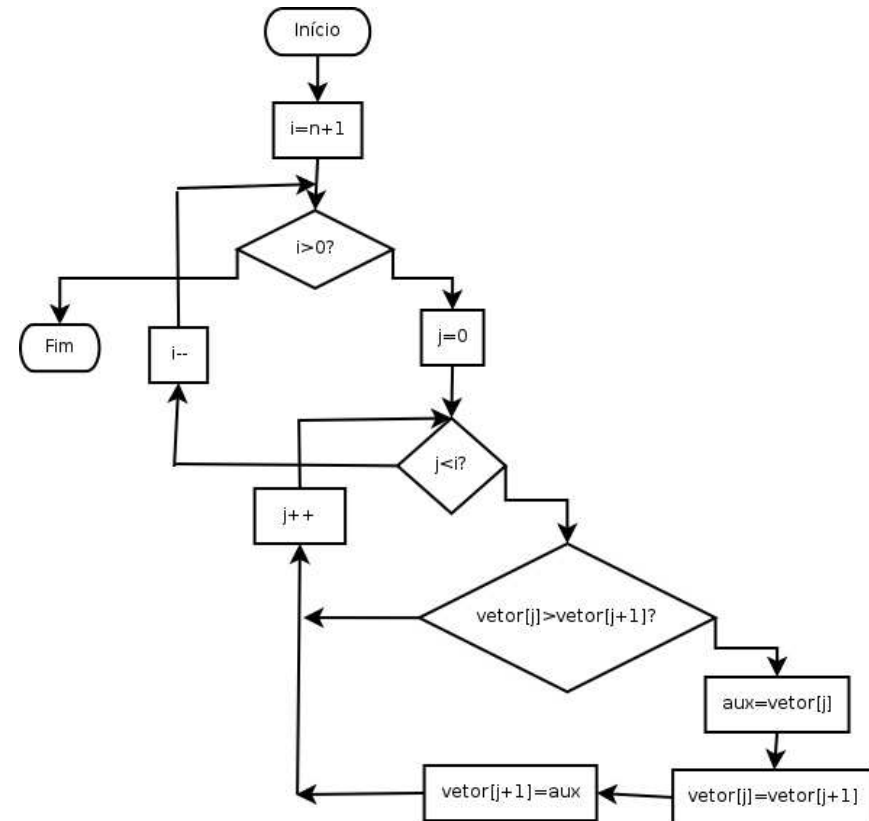 Início
i=n+1
i>0?
Fim
i--
j=0
j<i?
j++
vetor[j]>vetor[j+1]?
aux=vetor[j]
vetor[j]=vetor[j+1]
vetor[j+1]=aux